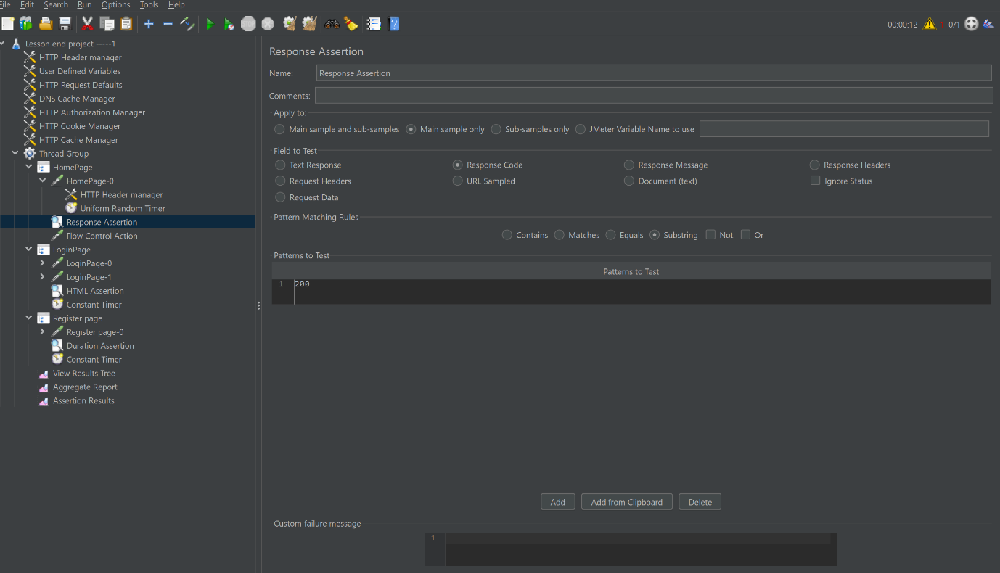 File Edit Search Run Options Tools Help
STOP
00:00:12 1 0/1
Lesson end project -----1
HTTP Header manager
User Defined Variables
HTTP Request Defaults
DNS Cache Manager
HTTP Authorization Manager
HTTP Cookie Manager
HTTP Cache Manager
Thread Group
HomePage
HomePage-0
HTTP Header manager
Uniform Random Timer
Response Assertion
Flow Control Action
LoginPage
LoginPage-0
LoginPage-1
HTML Assertion
Constant Timer
Register page
Register page-0
Duration Assertion
Constant Timer
View Results Tree
Aggregate Report
Assertion Results
Response Assertion
Name: Response Assertion
Comments:
Apply to:
Main sample and sub-samples Main sample only Sub-samples only JMeter Variable Name to use
Field to Test
Text Response Response Code Response Message Response Headers
Request Headers URL Sampled Document (text) Ignore Status
Request Data
Pattern Matching Rules
Contains Matches Equals Substring Not Or
Patterns to Test
Patterns to Test
1 200
Add Add from Clipboard Delete
Custom failure message
1